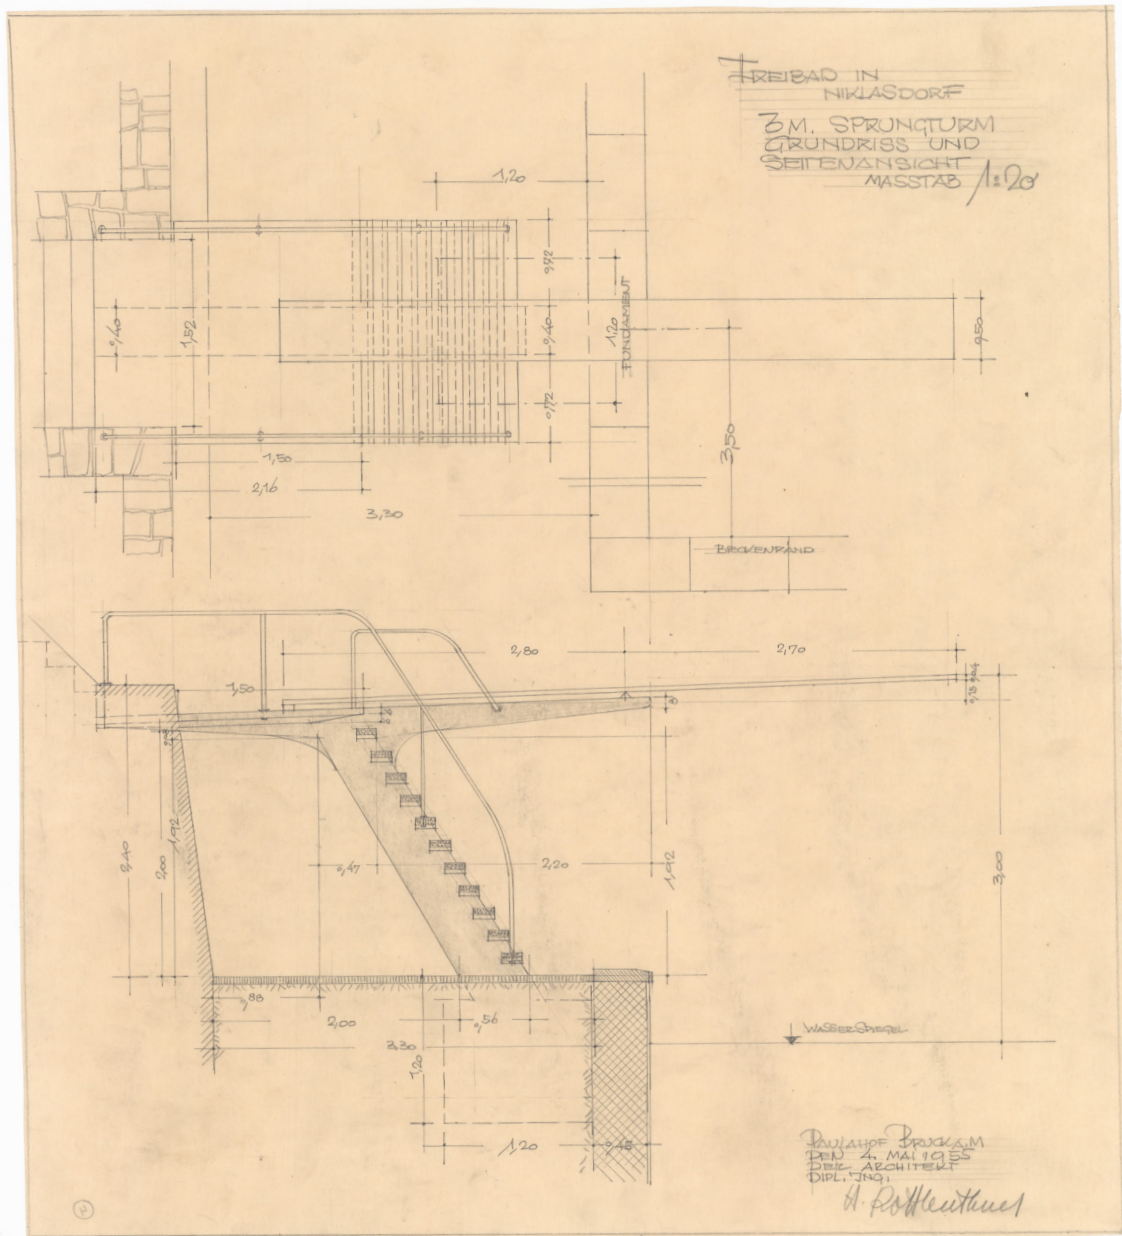 FREIBAD IN
NIKLASDORF
3 M. SPRUNGTURM
GRUNDRISS UND
SEITENANSICHT
MASSTAB 1:20
1,20
0,72
0,40
1,52
0,40
1,20
FUNDAMENT
0,50
0,72
3,50
1,50
2,16
3,30
BECKENRAND
2,80
2,70
1,50
2,40
2,00
1,92
0,47
2,20
1,92
3,00
0,88
2,00
0,56
3,30
1,20
WASSERSPIEGEL
1,20
0,45
PAULAHOF BRUCK A.M
DEN 4. MAI 1955
DER ARCHITEKT
DIPL. ING.
H. Rottleuthner